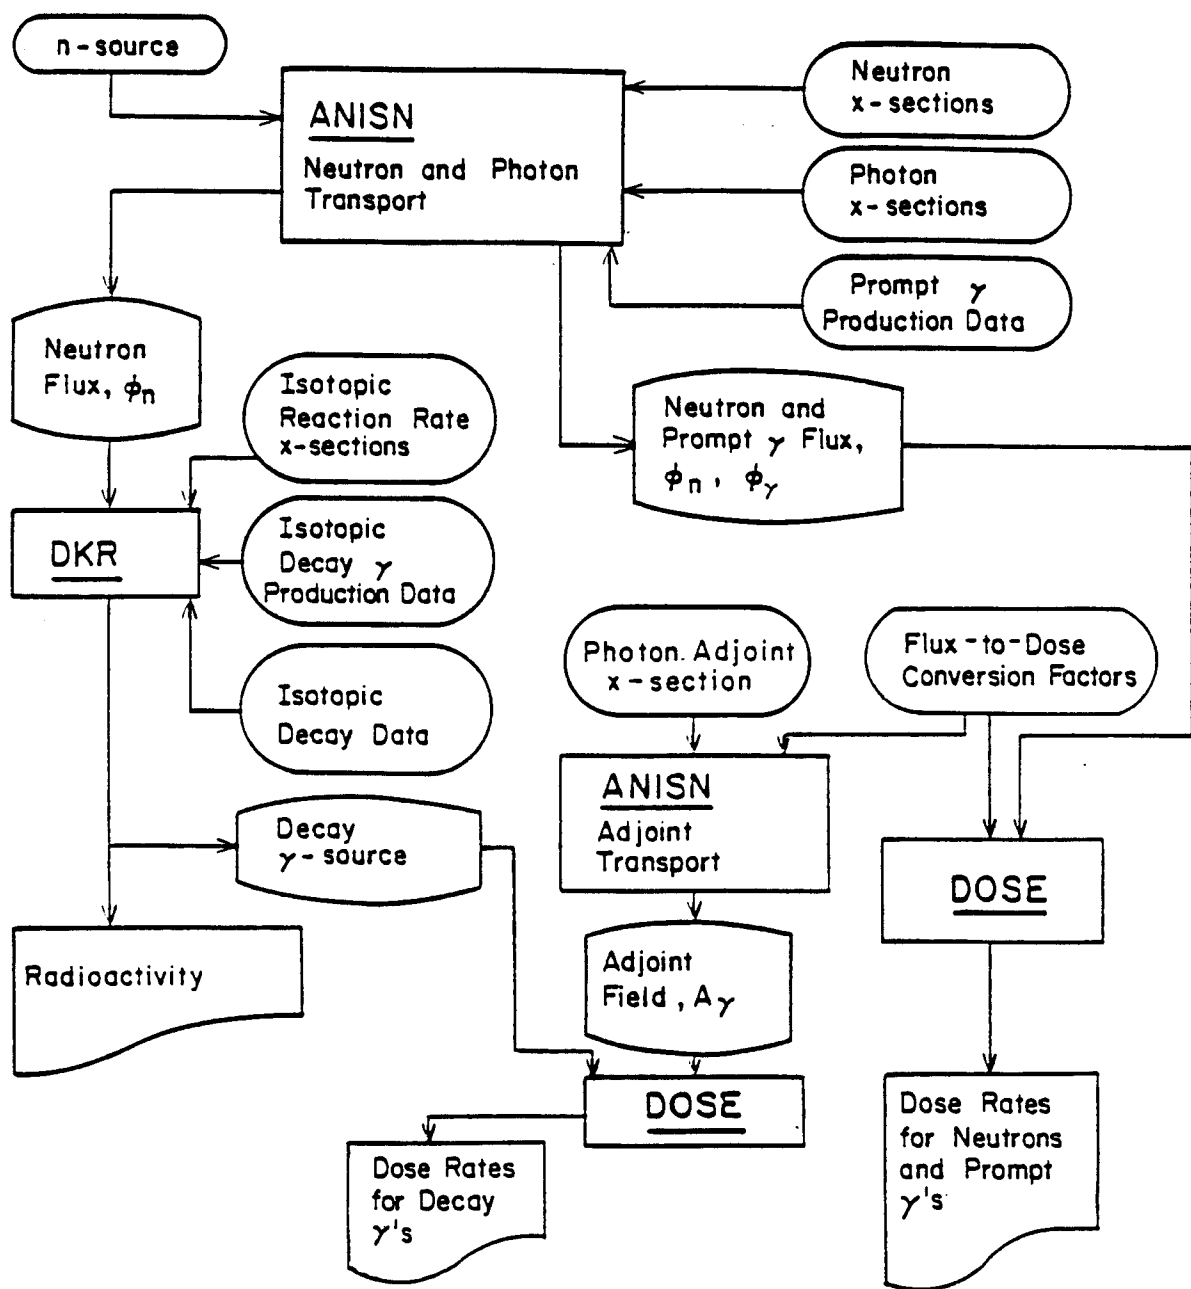 n-source
Neutron
x-sections
ANISN
Neutron and Photon
Transport
Photon
x-sections
Prompt γ
Production Data
Neutron
Flux, ϕn
Isotopic
Reaction Rate
x-sections
Neutron and
Prompt γ Flux,
ϕn, ϕγ
DKR
Isotopic
Decay γ
Production Data
Photon Adjoint
x-section
Flux-to-Dose
Conversion Factors
Isotopic
Decay Data
ANISN
Adjoint
Transport
Decay
γ-source
DOSE
Radioactivity
Adjoint
Field, Aγ
DOSE
Dose Rates
for Neutrons
and Prompt
γ's
Dose Rates
for Decay
γ's